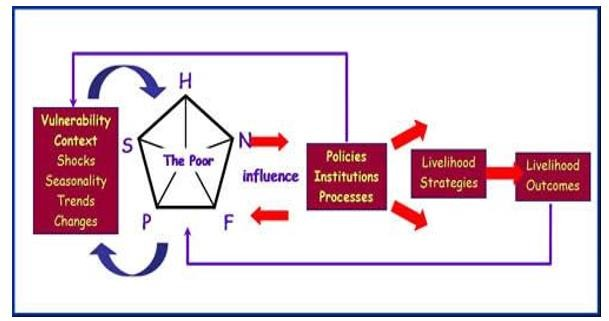 Vulnerability
Context
Shocks
Seasonality
Trends
Changes
H
S
N
The Poor
P
F
influence
Policies
Institutions
Processes
Livelihood
Strategies
Livelihood
Outcomes